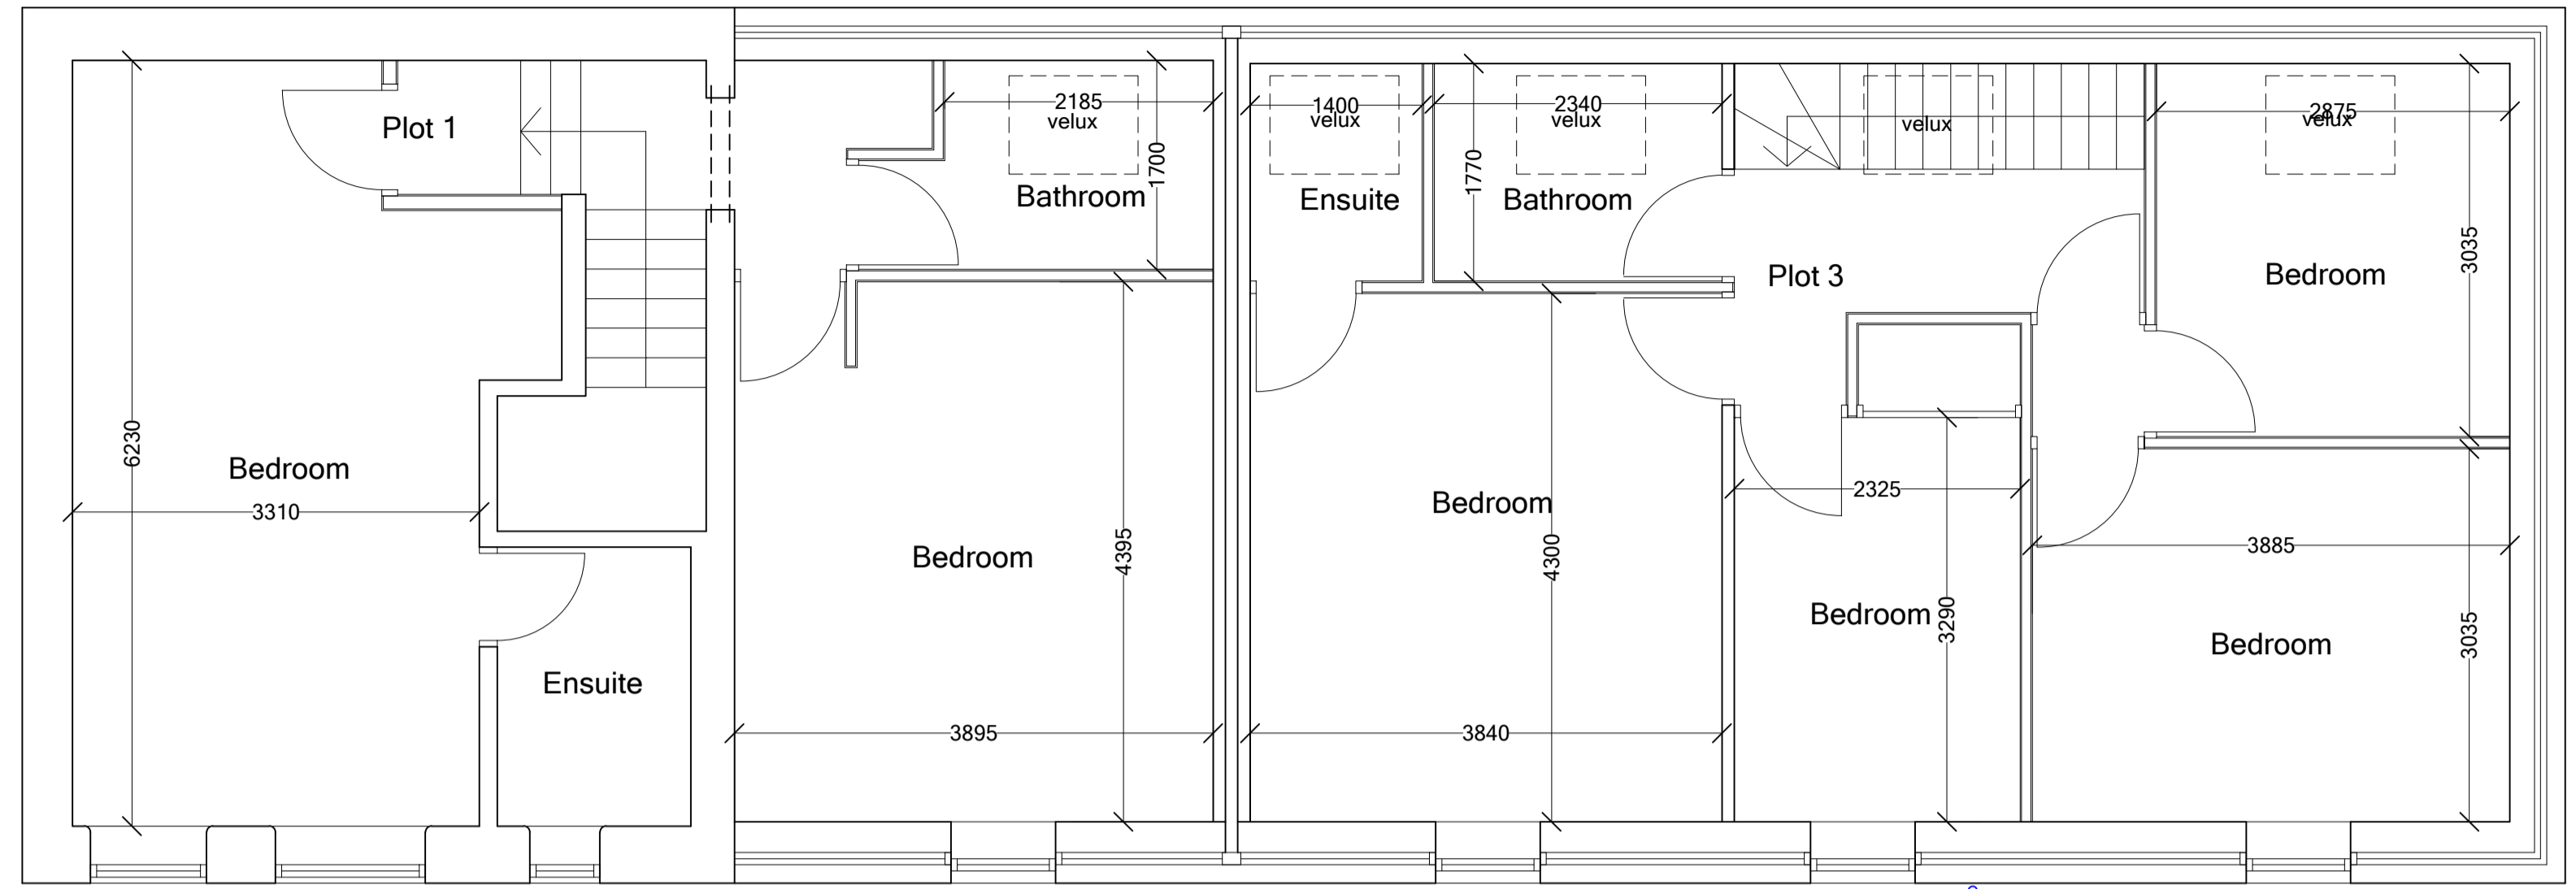 Plot 1
6230
Bedroom
3310
Ensuite
2185
velux
1700
Bathroom
Bedroom
4395
3895
1400
velux
Ensuite
2340
velux
1770
Bathroom
velux
Plot 3
2875
velux
3035
Bedroom
Bedroom
4300
3840
2325
Bedroom
3290
3885
Bedroom
3035